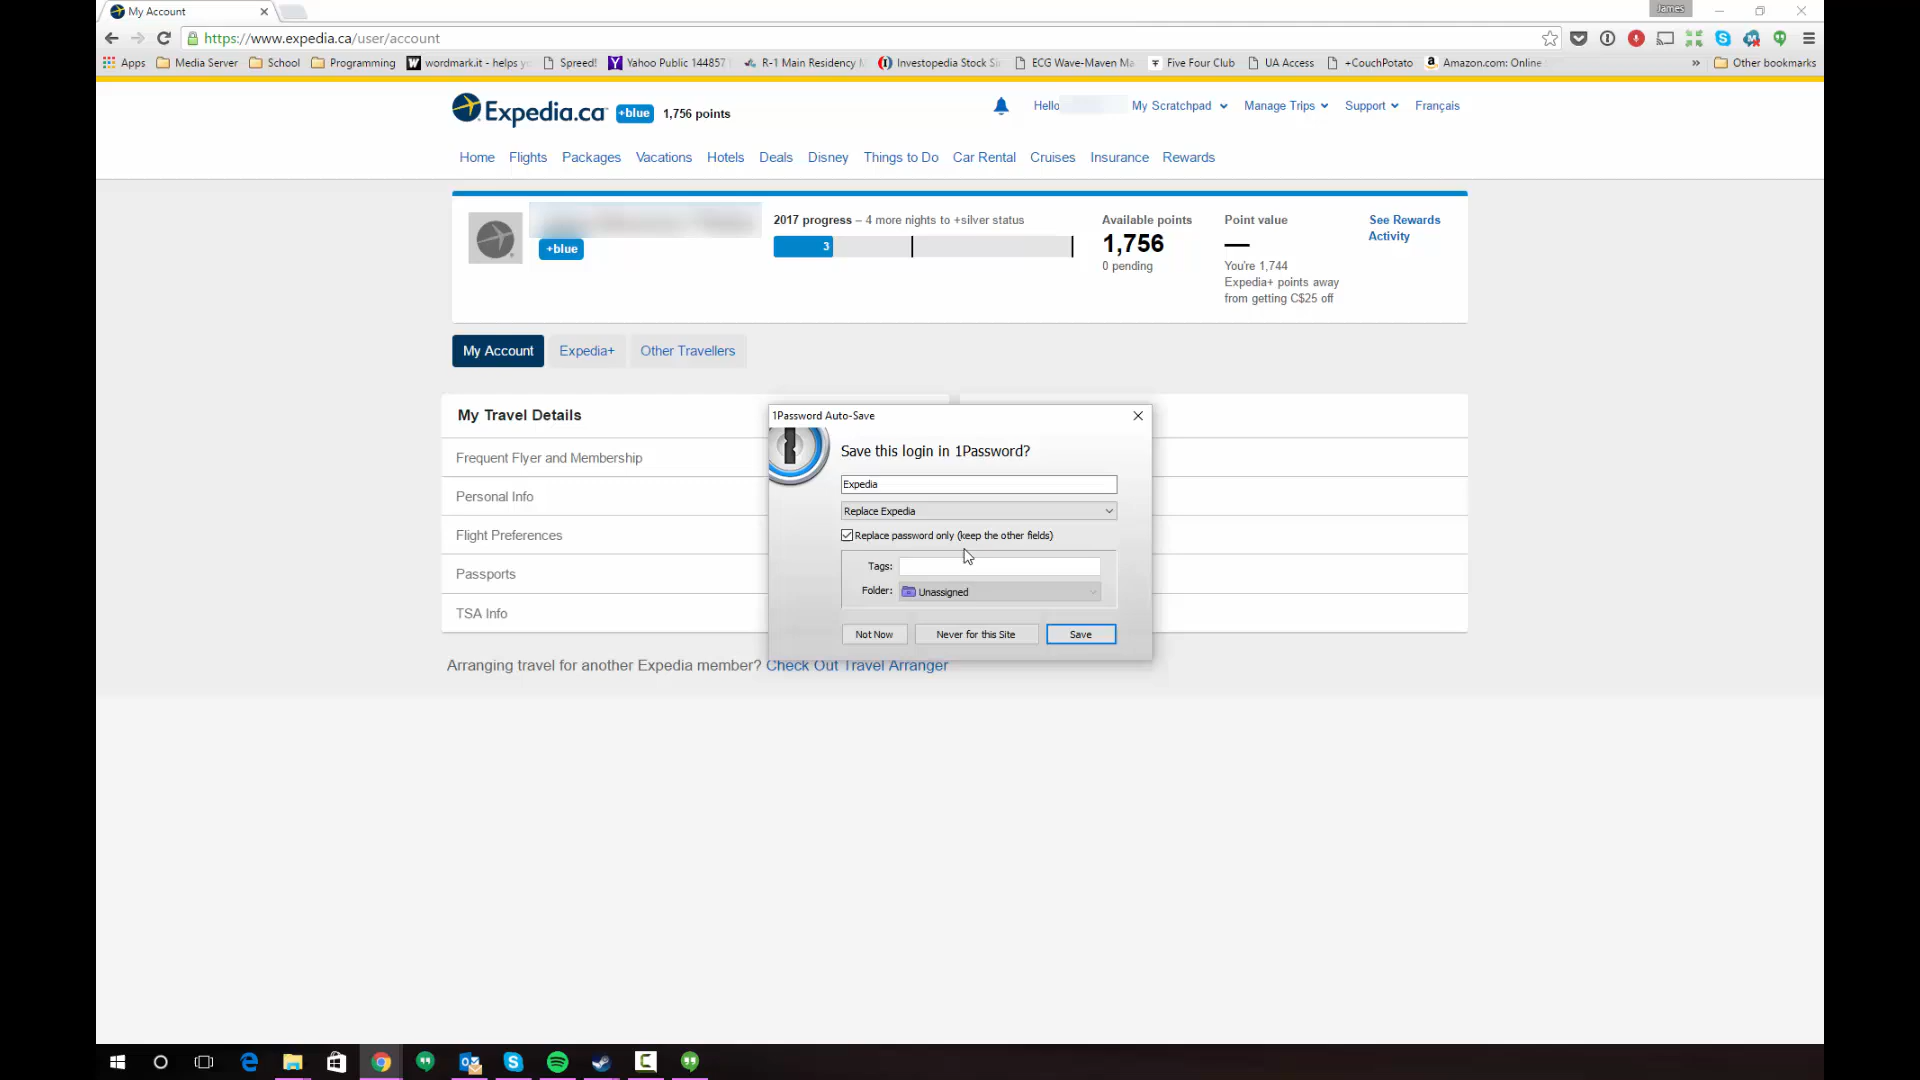 My Account
James
https://www.expedia.ca/user/account
Apps Media Server School Programming wordmark.it - helps Speed! Yahoo Public 144857 R-1 Main Residency Investopedia Stock Si ECG Wave-Maven Ma Five Four Club UA Access +CouchPotato Amazon.com: Online » Other bookmarks
Expedia.ca +blue 1,756 points
Hello My Scratchpad Manage Trips Support Français
Home Flights Packages Vacations Hotels Deals Disney Things to Do Car Rental Cruises Insurance Rewards
+blue
2017 progress – 4 more nights to +silver status
3
Available points
1,756
0 pending
Point value
—
You're 1,744
Expedia+ points away
from getting C$25 off
See Rewards
Activity
My Account Expedia+ Other Travellers
My Travel Details
Frequent Flyer and Membership
Personal Info
Flight Preferences
Passports
TSA Info
Arranging travel for another Expedia member? Check Out Travel Arranger
1Password Auto-Save
Save this login in 1Password?
Expedia
Replace Expedia
Replace password only (keep the other fields)
Tags:
Folder: Unassigned
Not Now Never for this Site Save